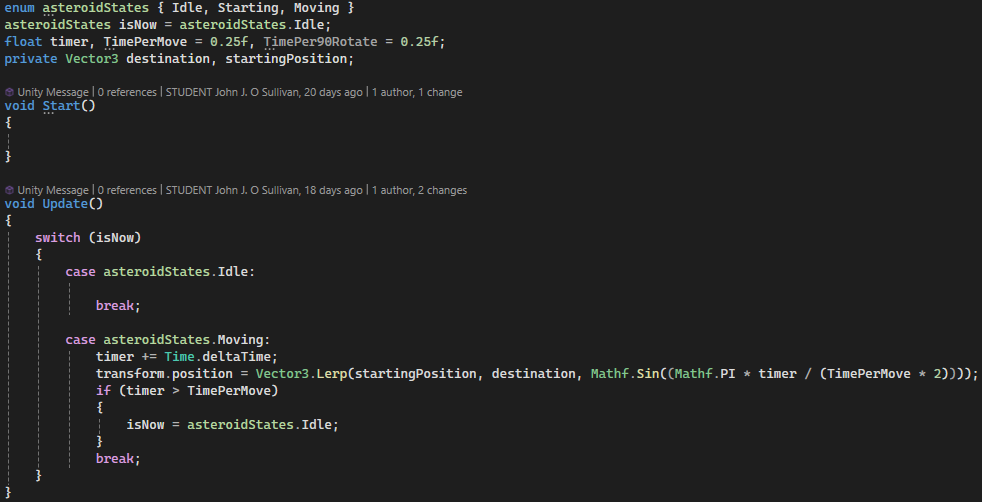 enum asteroidStates { Idle, Starting, Moving }
asteroidStates isNow = asteroidStates.Idle;
float timer, TimePerMove = 0.25f, TimePer90Rotate = 0.25f;
private Vector3 destination, startingPosition;
Unity Message | 0 references | STUDENT John J. O Sullivan, 20 days ago | 1 author, 1 change
void Start()
{
}
Unity Message | 0 references | STUDENT John J. O Sullivan, 18 days ago | 1 author, 2 changes
void Update()
{
switch (isNow)
{
case asteroidStates.Idle:
break;
case asteroidStates.Moving:
timer += Time.deltaTime;
transform.position = Vector3.Lerp(startingPosition, destination, Mathf.Sin((Mathf.PI * timer / (TimePerMove * 2))));
if (timer > TimePerMove)
{
isNow = asteroidStates.Idle;
}
break;
}
}